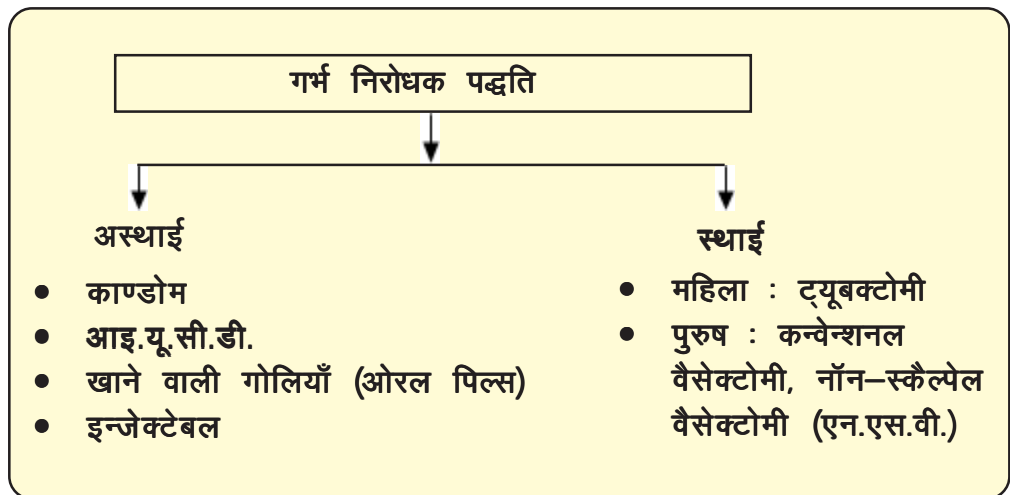 गर्भ निरोधक पद्धति
अस्थाई
• काण्डोम
• आइ.यू.सी.डी.
• खाने वाली गोलियाँ (ओरल पिल्स)
• इन्जेक्टेबल
स्थाई
• महिला : ट्यूबक्टोमी
• पुरुष : कन्वेन्शनल
वैसेक्टोमी, नॉन–स्कैल्पेल
वैसेक्टोमी (एन.एस.वी.)